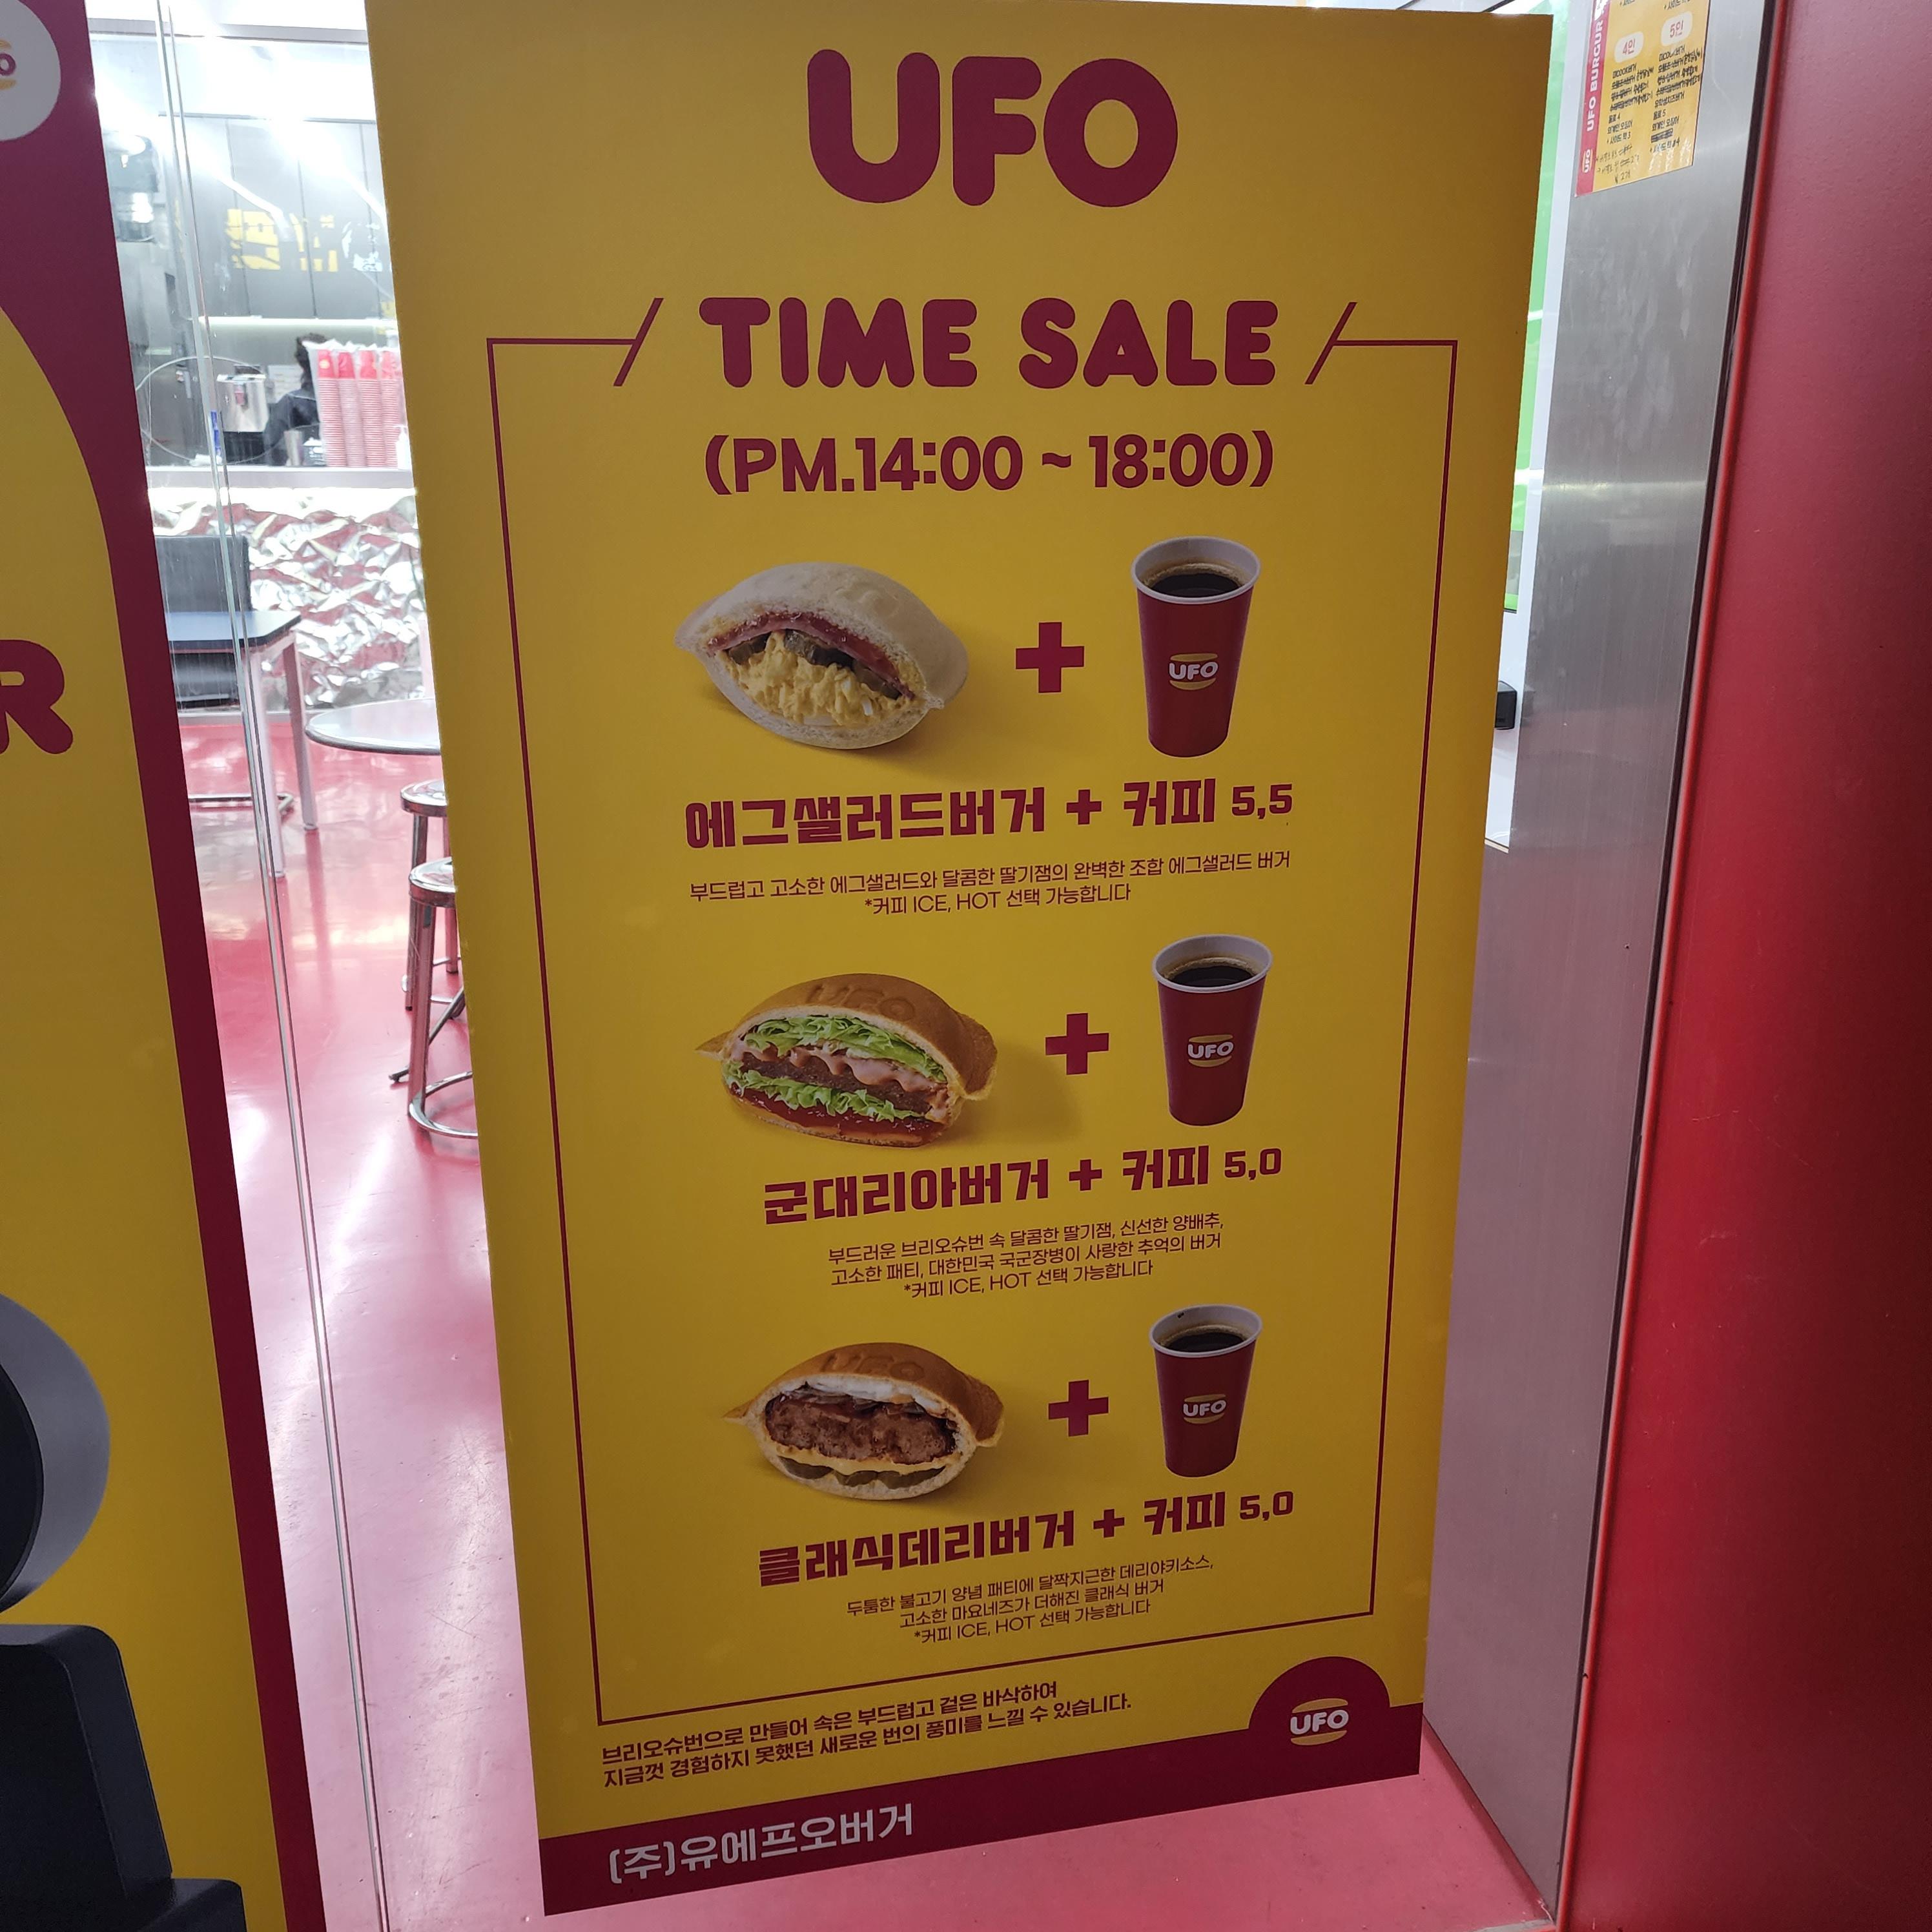 UFO
TIME SALE
(PM.14:00 ~ 18:00)
UFO
에그샐러드버거 + 커피 5,5
부드럽고 고소한 에그샐러드와 달콤한 딸기잼의 완벽한 조합 에그샐러드 버거
*커피 ICE, HOT 선택 가능합니다
UFO
UFO
군대리아버거 + 커피 5,0
부드러운 브리오슈번 속 달콤한 딸기잼, 신선한 양배추,
고소한 패티, 대한민국 국군장병이 사랑한 추억의 버거
*커피 ICE, HOT 선택 가능합니다
UFO
UFO
클래식데리버거 + 커피 5,0
두툼한 불고기 양념 패티에 달짝지근한 데리야키소스,
고소한 마요네즈가 더해진 클래식 버거
*커피 ICE, HOT 선택 가능합니다
브리오슈번으로 만들어 속은 부드럽고 겉은 바삭하여
지금껏 경험하지 못했던 새로운 번의 풍미를 느낄 수 있습니다.
UFO
(주)유에프오버거
R
UFO BURGUR
UFO
4인
5인